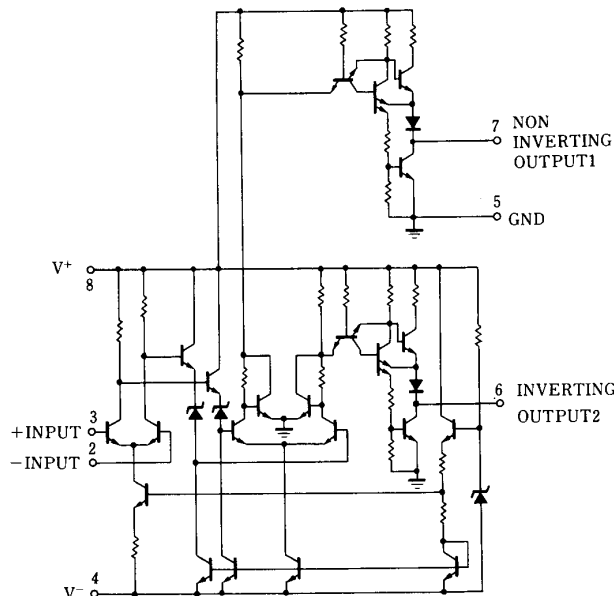 7 NON
INVERTING
OUTPUT1
5
GND
V+
8
6 INVERTING
OUTPUT2
3
+INPUT
2
−INPUT
4
V−